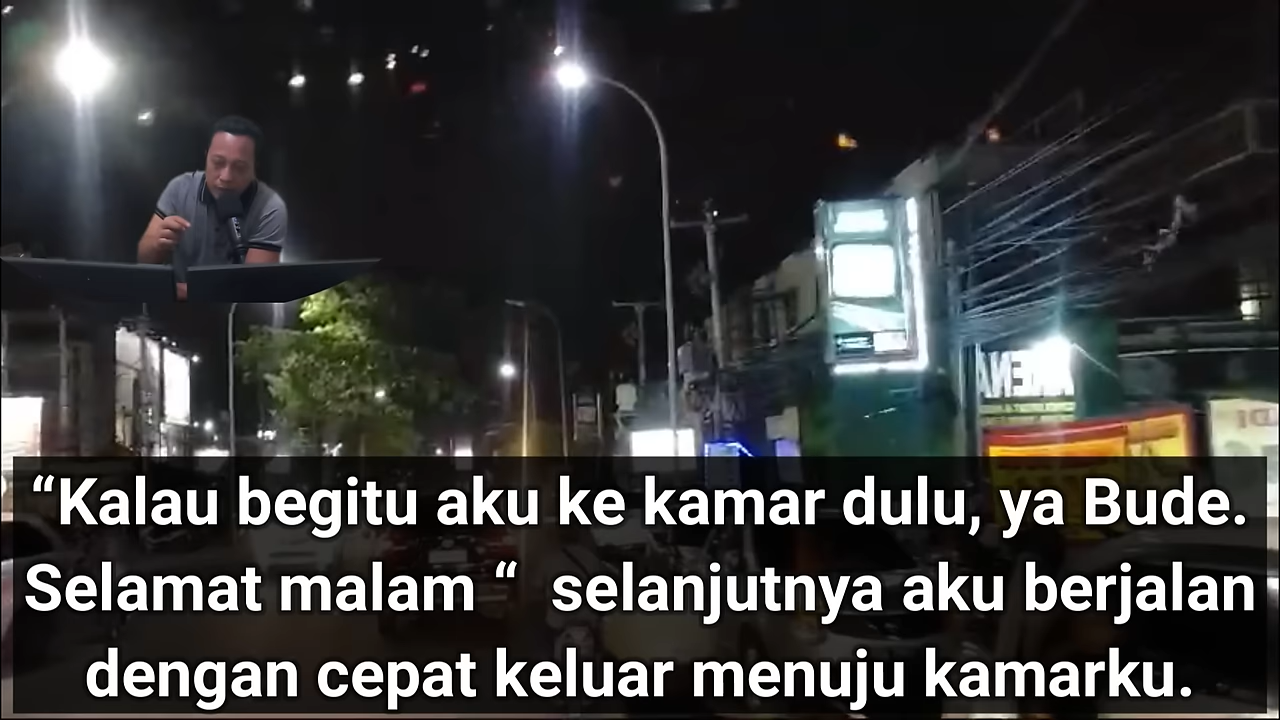 “Kalau begitu aku ke kamar dulu, ya Bude.
Selamat malam “ selanjutnya aku berjalan
dengan cepat keluar menuju kamarku.